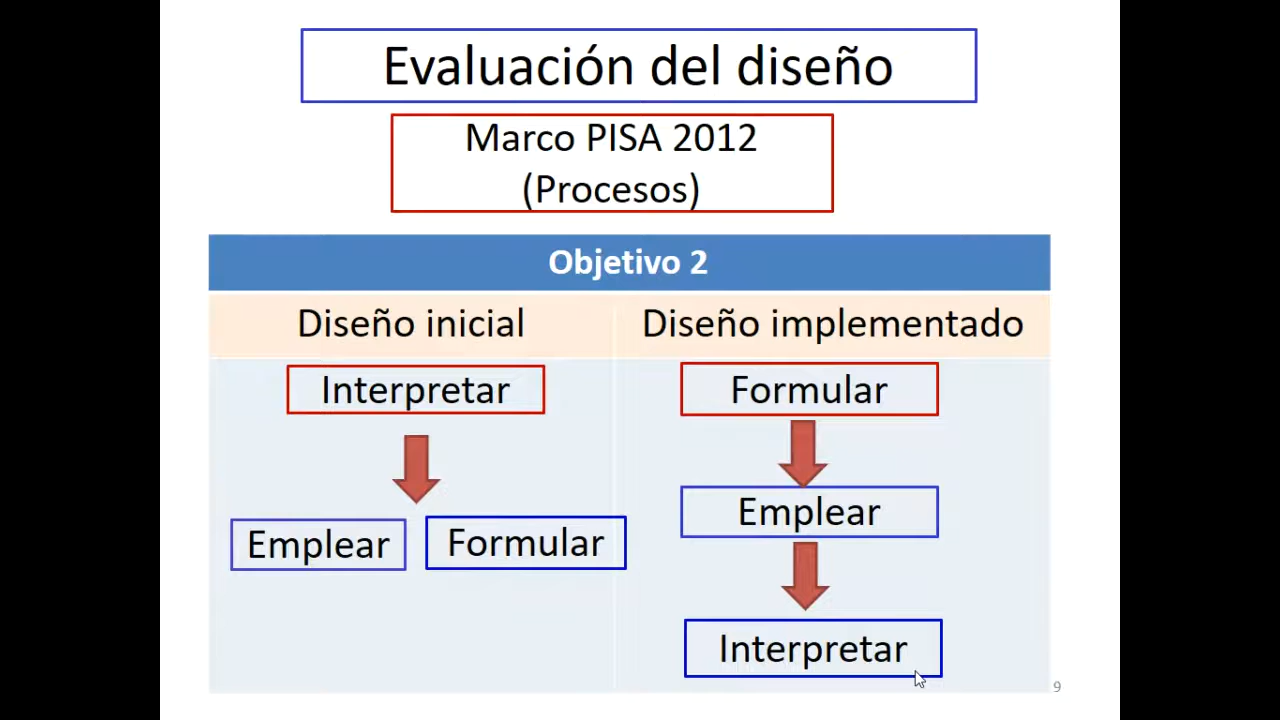 Evaluación del diseño
Marco PISA 2012
(Procesos)
Objetivo 2
Diseño inicial
Diseño implementado
Interpretar
Emplear
Formular
Formular
Emplear
Interpretar
9